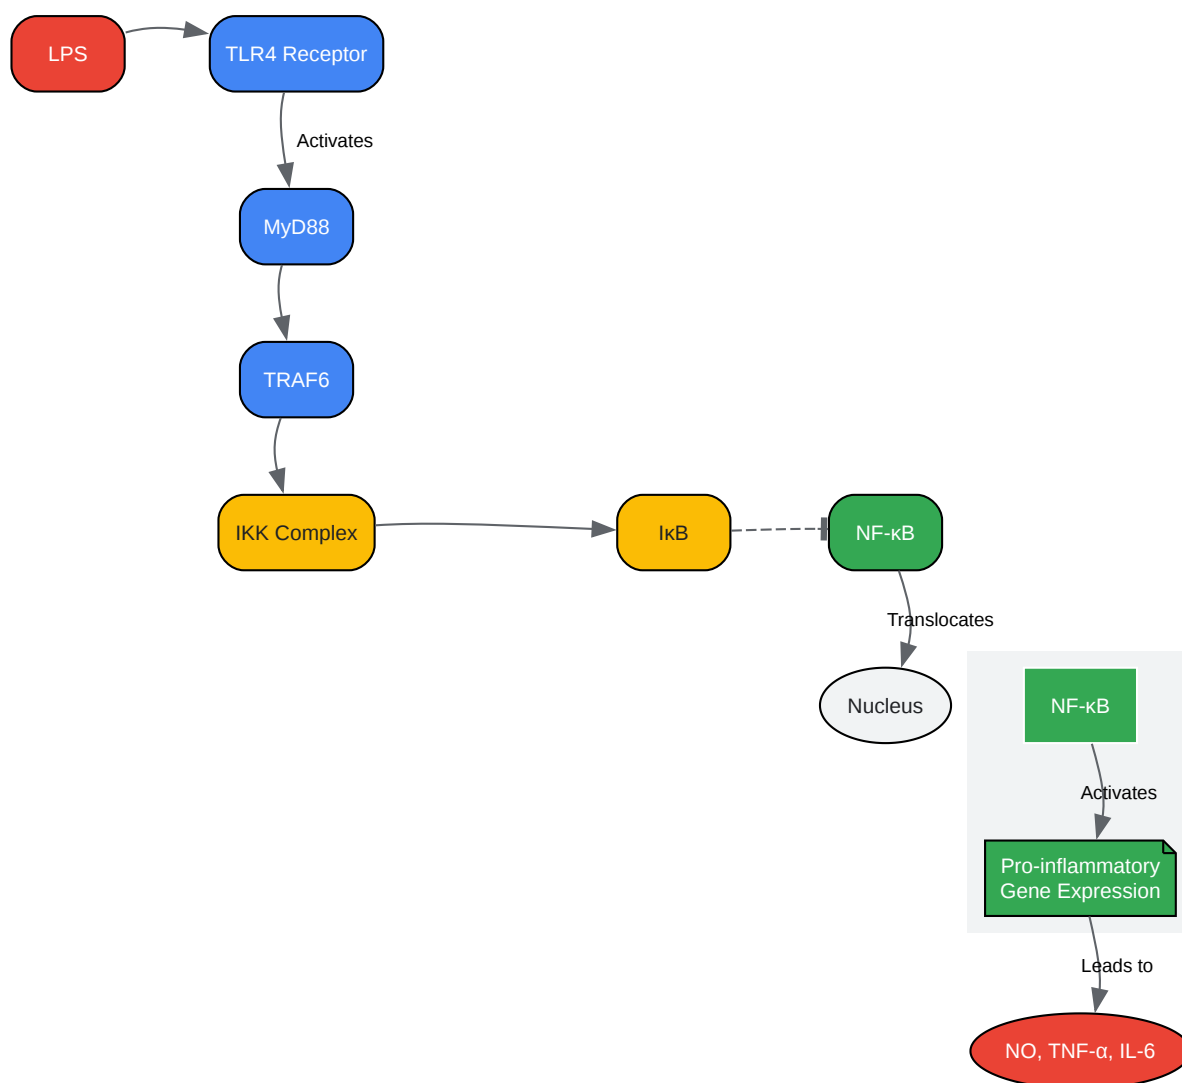 LPS
TLR4 Receptor
Activates
MyD88
TRAF6
IKK Complex
IκB
NF-κB
Translocates
Nucleus
NF-κB
Activates
Pro-inflammatory
Gene Expression
Leads to
NO, TNF-α, IL-6